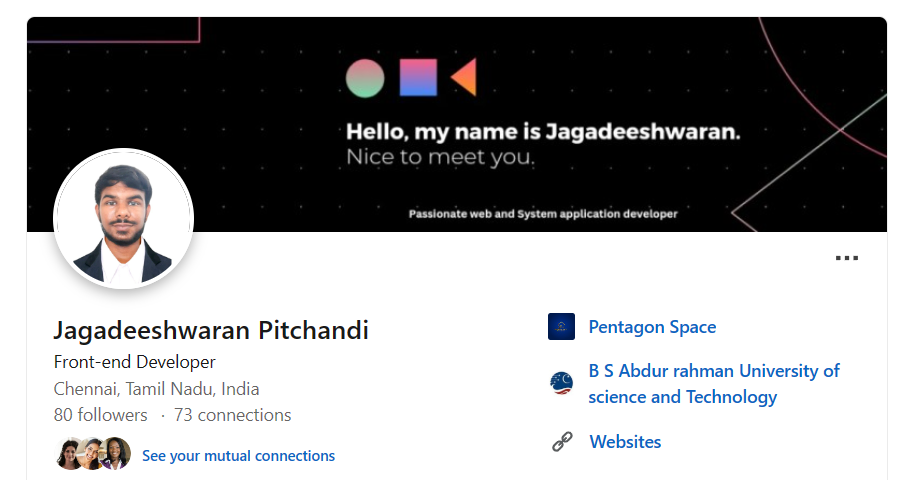 Hello, my name is Jagadeeshwaran.
Nice to meet you.
Passionate web and System application developer
Jagadeeshwaran Pitchandi
Front-end Developer
Chennai, Tamil Nadu, India
80 followers · 73 connections
See your mutual connections
Pentagon Space
B S Abdur rahman University of
science and Technology
Websites